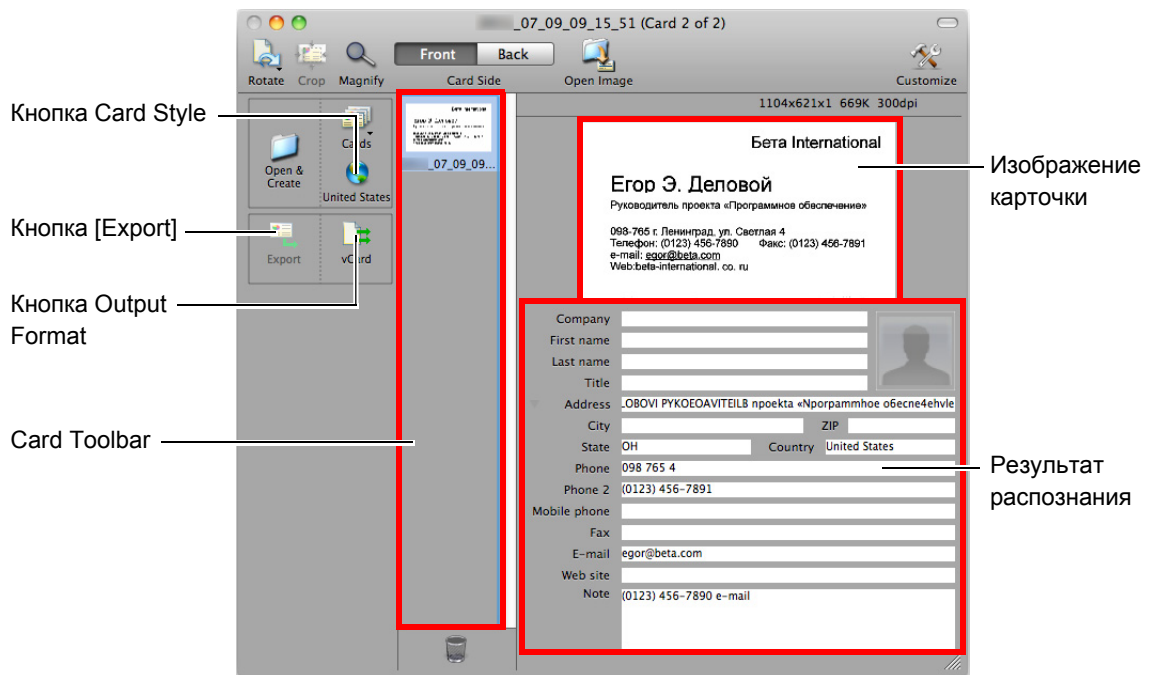 _07_09_09_15_51 (Card 2 of 2)
Rotate Crop Magnify
Front Back
Card Side
Open Image
Customize
1104x621x1 669K 300dpi
Кнопка Card Style
Кнопка [Export]
Кнопка Output
Format
Card Toolbar
Open &
Create
Cards
United States
Export
vCard
_07_09_09...
Бета International
Егор Э. Деловой
Руководитель проекта «Программное обеспечение»
098-765 г. Ленинград, ул. Светлая 4
Телефон: (0123) 456-7890 Факс: (0123) 456-7891
e-mail: egor@beta.com
Web:beta-international. co. ru
Изображение
карточки
Company
First name
Last name
Title
Address .OBOVI PYKOEOAVITEILB npoekta «Nporpammhoe o6ecne4ehvle
City ZIP
State OH Country United States
Phone 098 765 4
Phone 2 (0123) 456-7891
Mobile phone
Fax
E-mail egor@beta.com
Web site
Note (0123) 456-7890 e-mail
Результат
распознания